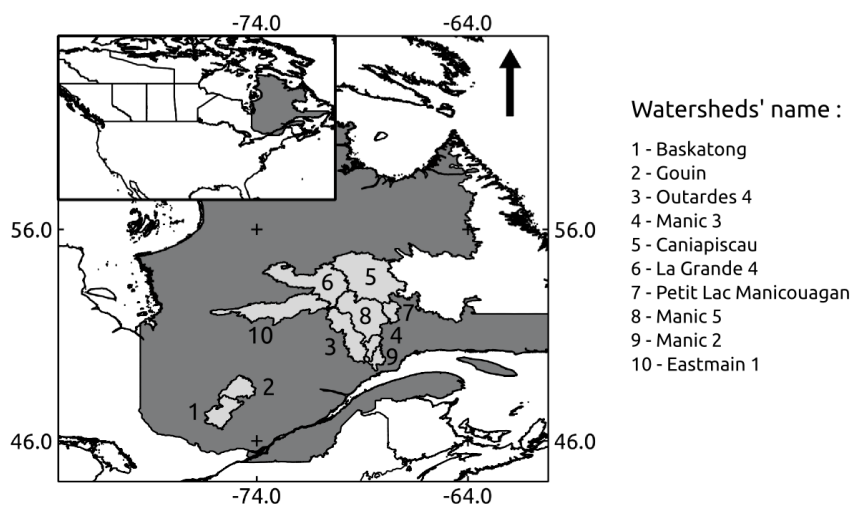 -74.0 -64.0
Watersheds' name :
1 - Baskatong
2 - Gouin
3 - Outardes 4
4 - Manic 3
5 - Caniapiscau
6 - La Grande 4
7 - Petit Lac Manicouagan
8 - Manic 5
9 - Manic 2
10 - Eastmain 1
56.0 56.0
5
6
7
8
10 3 4
9
2
1
46.0 46.0
-74.0 -64.0